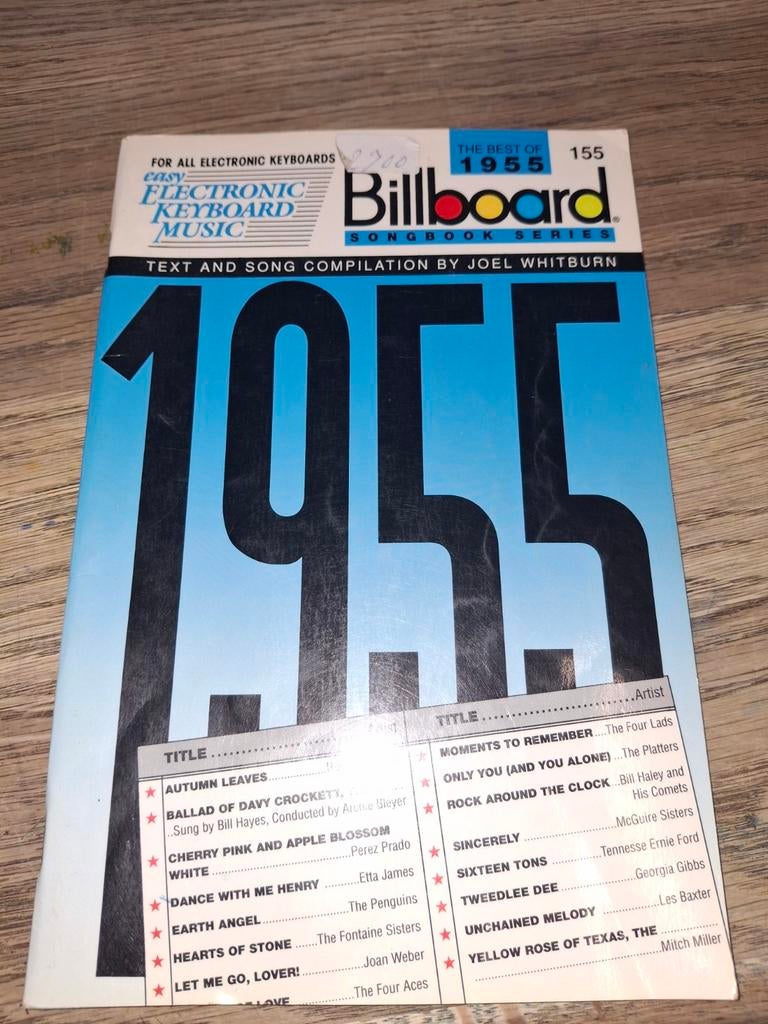 FOR ALL ELECTRONIC KEYBOARDS
easy
ELECTRONIC
KEYBOARD
MUSIC
THE BEST OF
1955
155
Billboard®
SONGBOOK SERIES
TEXT AND SONG COMPILATION BY JOEL WHITBURN
1955
TITLE ........................... Artist
AUTUMN LEAVES
BALLAD OF DAVY CROCKETT,
..Sung by Bill Hayes, Conducted by Archie Bleyer
CHERRY PINK AND APPLE BLOSSOM
WHITE ........................... Perez Prado
DANCE WITH ME HENRY .......... Etta James
EARTH ANGEL ..................... The Penguins
HEARTS OF STONE ...... The Fontaine Sisters
LET ME GO, LOVER! ............... Joan Weber
LOVE ............... The Four Aces
TITLE ........................... Artist
MOMENTS TO REMEMBER .... The Four Lads
ONLY YOU (AND YOU ALONE) ... The Platters
ROCK AROUND THE CLOCK .. Bill Haley and
His Comets
SINCERELY ..................... McGuire Sisters
SIXTEEN TONS ........... Tennesse Ernie Ford
TWEEDLEE DEE ................ Georgia Gibbs
UNCHAINED MELODY ............. Les Baxter
YELLOW ROSE OF TEXAS, THE ...............
........................................ Mitch Miller